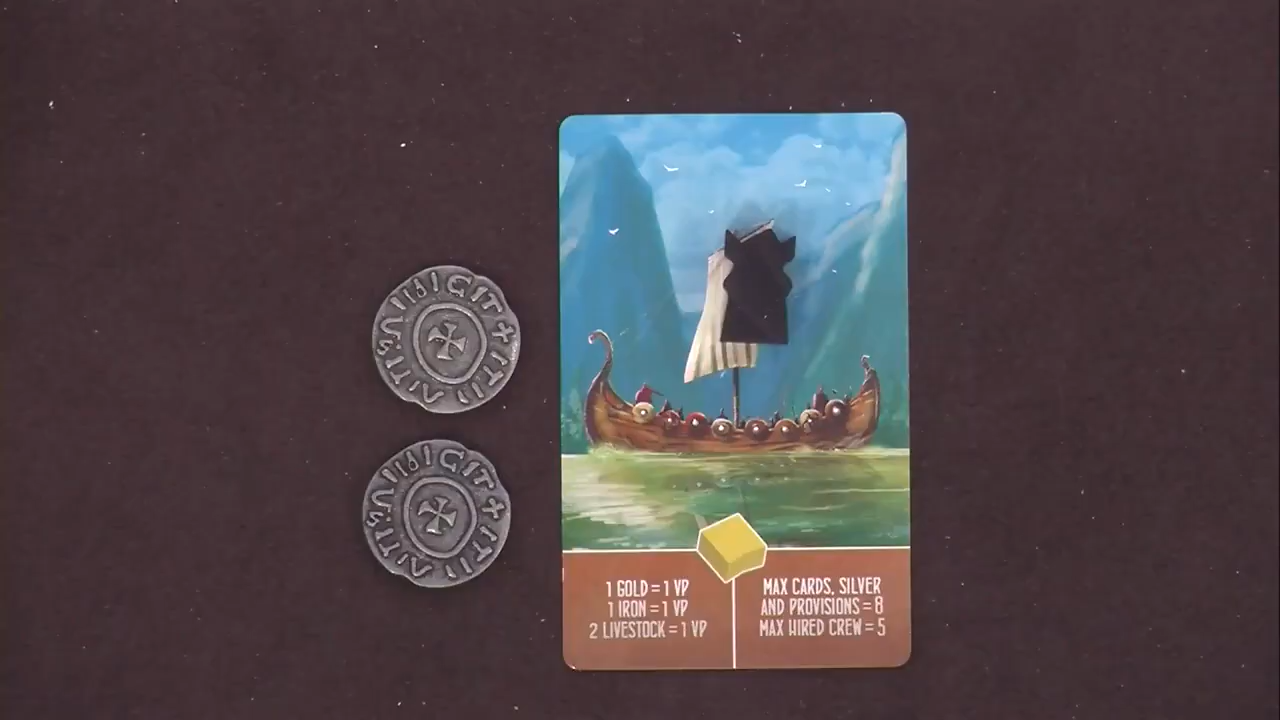 1 GOLD = 1 VP
1 IRON = 1 VP
2 LIVESTOCK = 1 VP
MAX CARDS, SILVER
AND PROVISIONS = 8
MAX HIRED CREW = 5